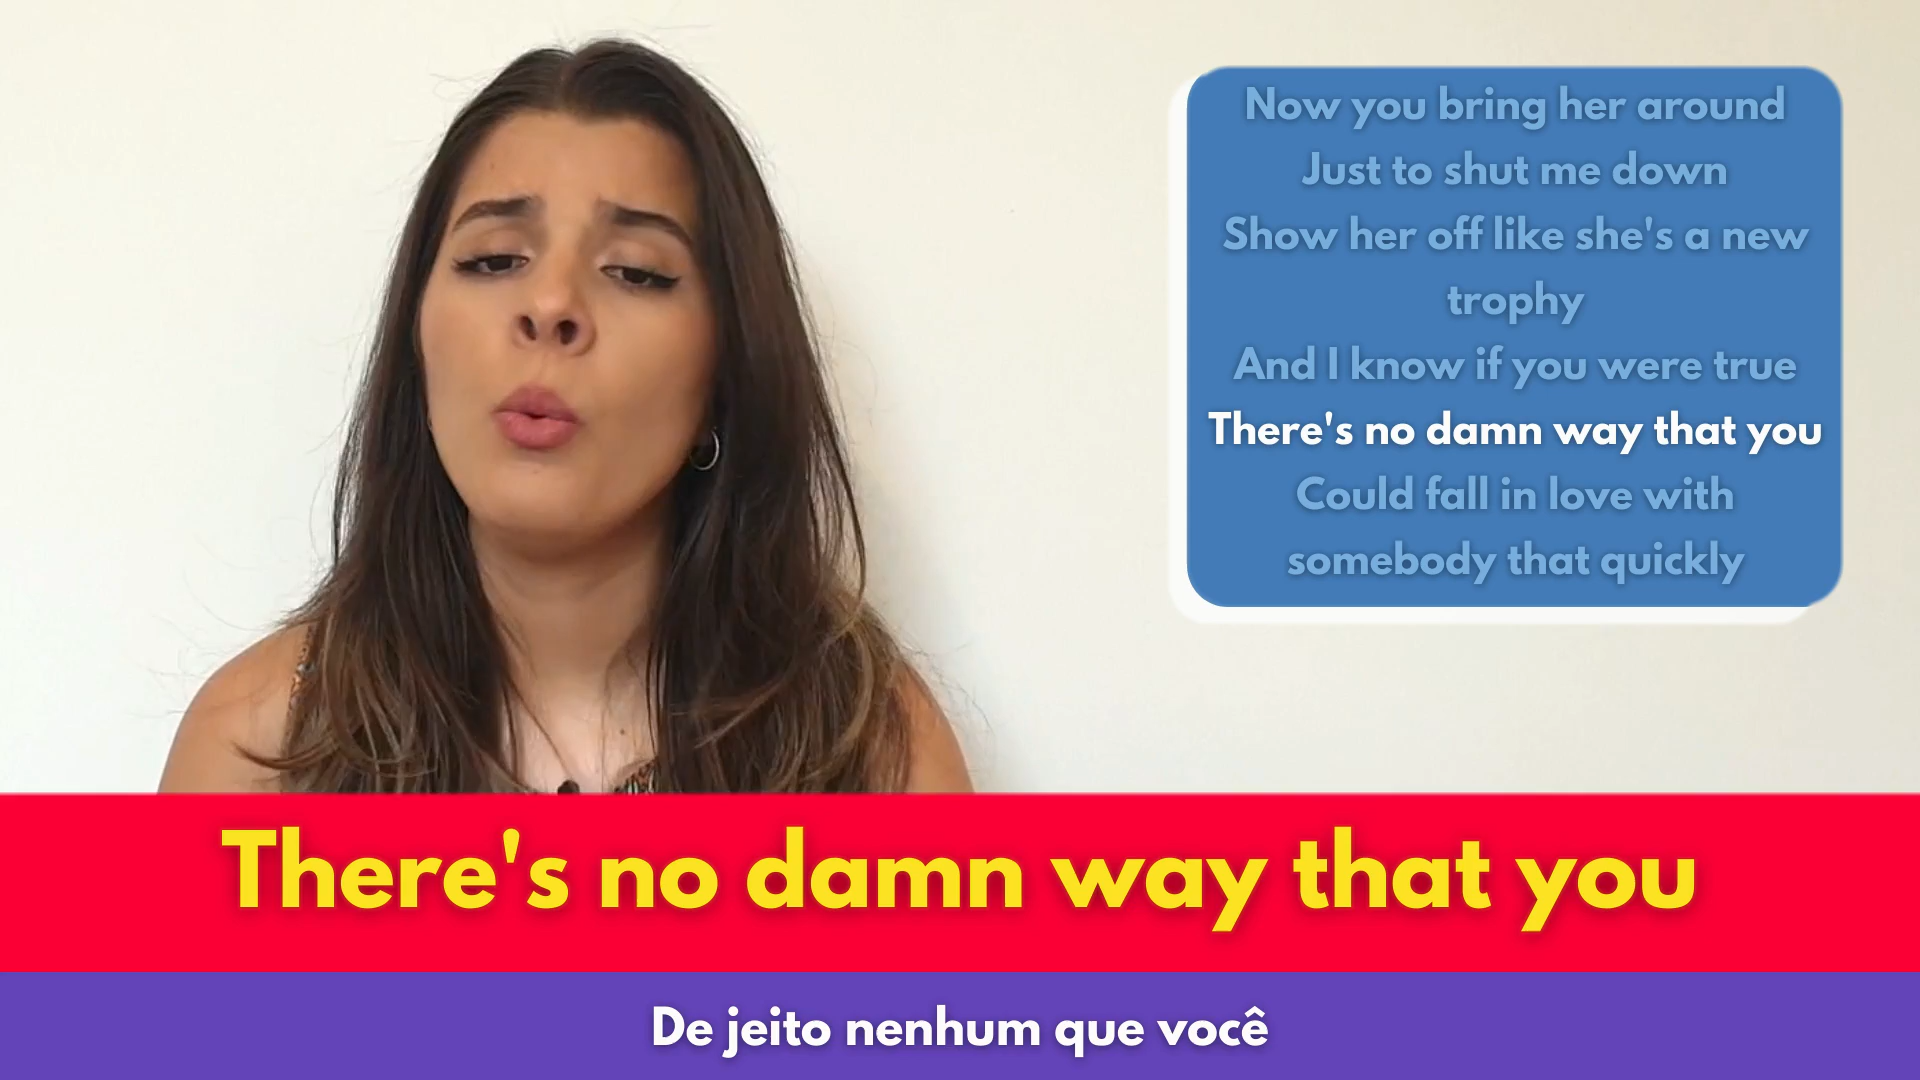 Now you bring her around
Just to shut me down
Show her off like she's a new
trophy
And I know if you were true
There's no damn way that you
Could fall in love with
somebody that quickly
There's no damn way that you
De jeito nenhum que você